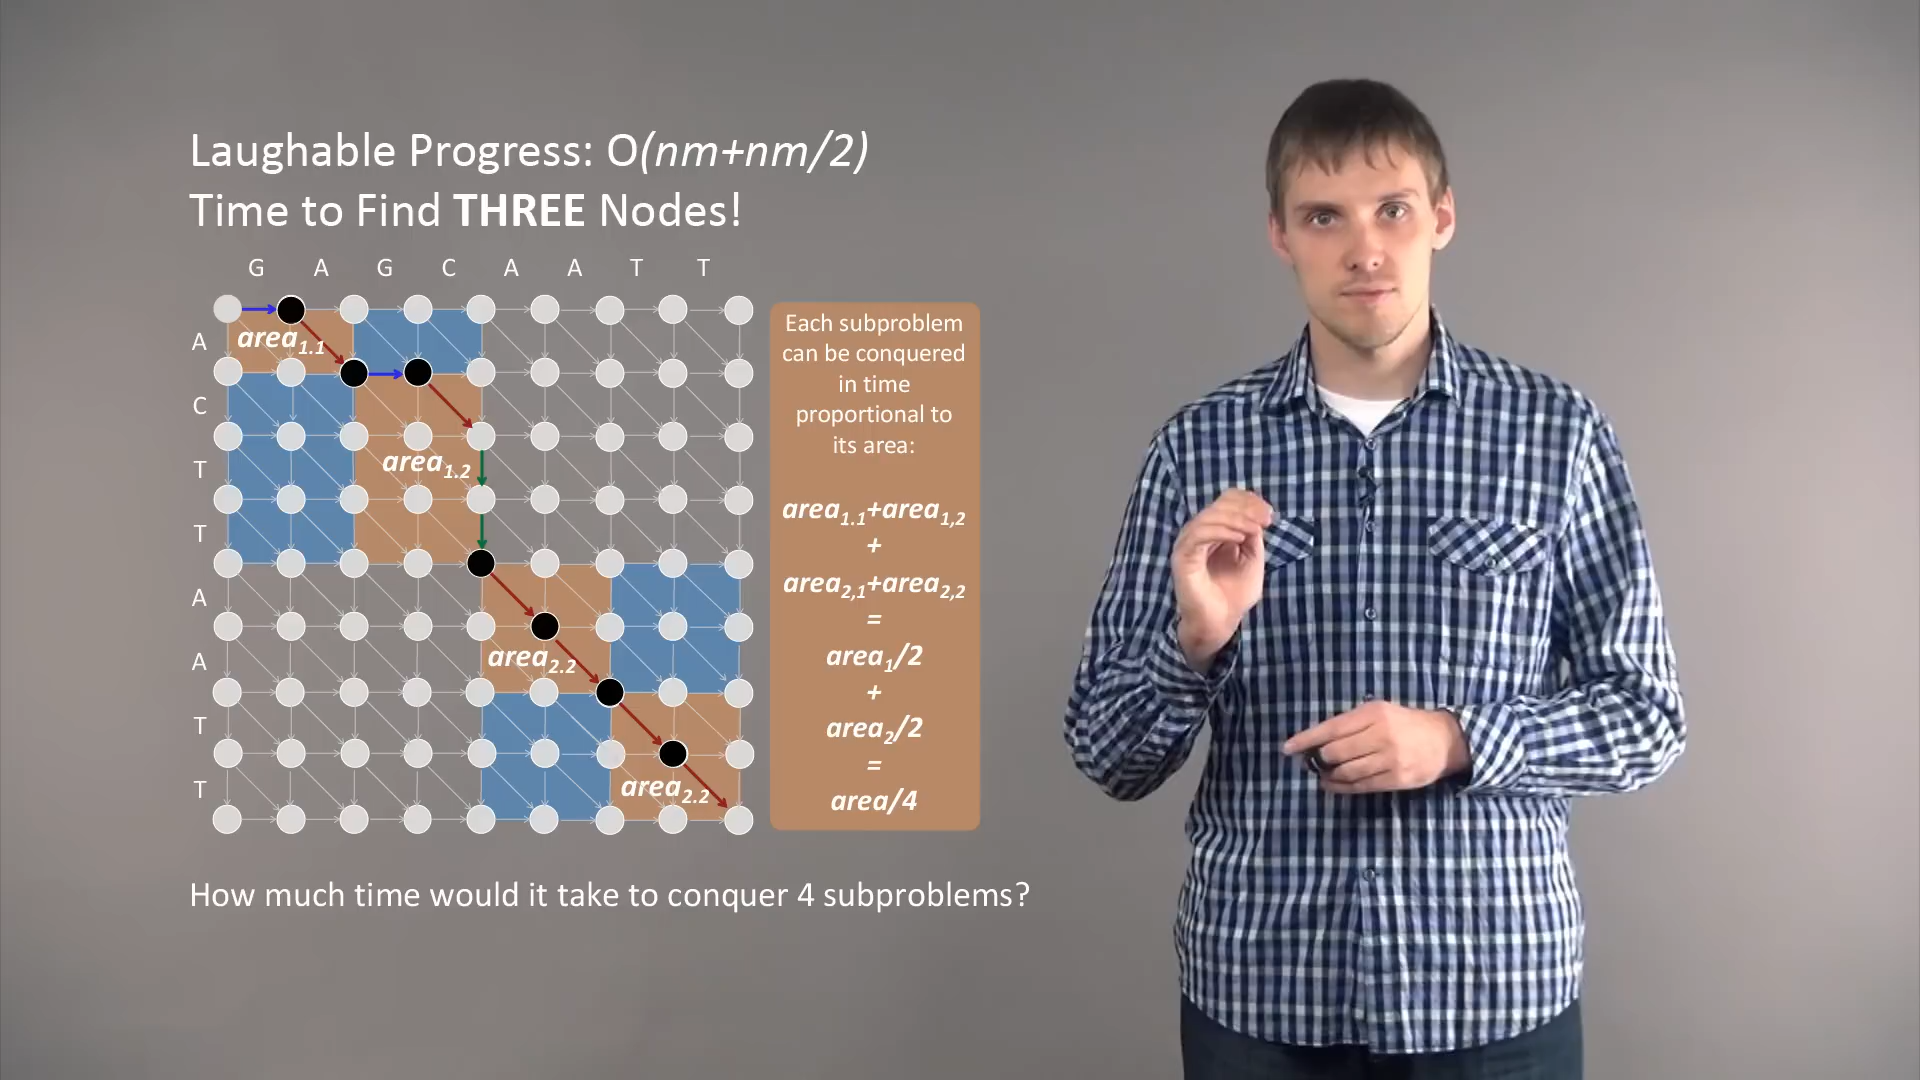 Laughable Progress: O(nm+nm/2)
Time to Find THREE Nodes!
G A G C A A T T
A
C
T
T
A
A
T
T
area1.1
area1.2
area2.2
area2.2
Each subproblem
can be conquered
in time
proportional to
its area:
area1.1+area1,2
+
area2,1+area2,2
=
area1/2
+
area2/2
=
area/4
How much time would it take to conquer 4 subproblems?